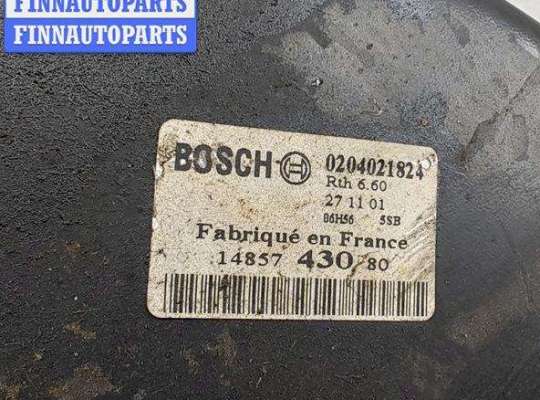 FINNAUTOPARTS
FINNAUTOPARTS
BOSCH 0204021824
Rth 6.60
27 11 01
86H56 5SB
Fabriqué en France
14857 430 80